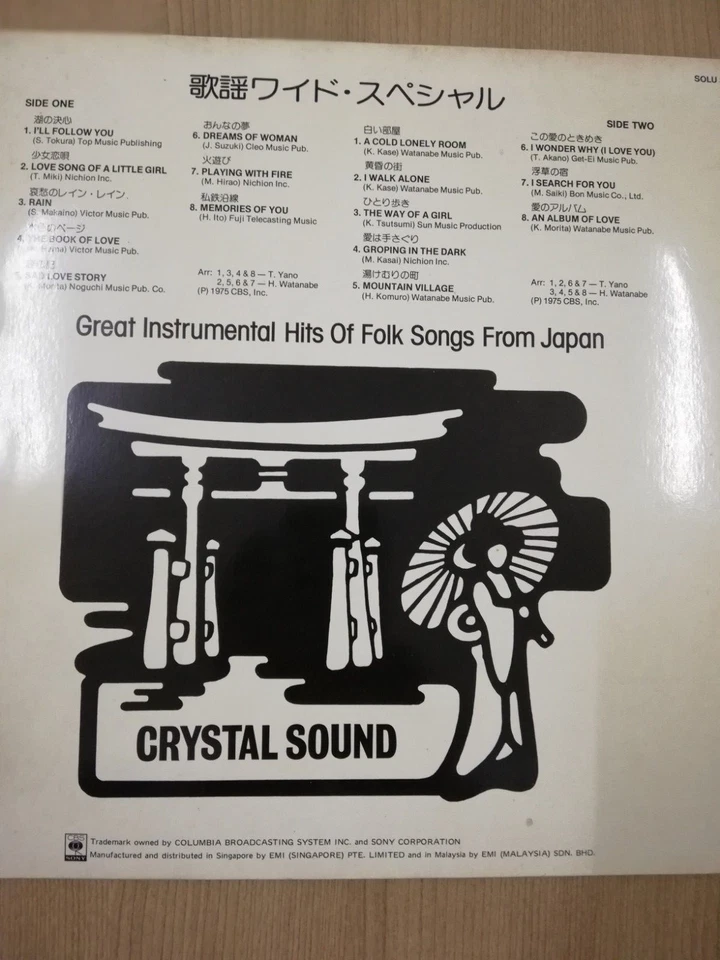 歌謡ワイド・スペシャル
SOLU
SIDE ONE
湖の決心
1. I'LL FOLLOW YOU
(S. Tokura) Top Music Publishing
少女恋唄
2. LOVE SONG OF A LITTLE GIRL
(T. Miki) Nichion Inc.
哀愁のレイン・レイン
3. RAIN
(S. Makaino) Victor Music Pub.
ページ
4. THE BOOK OF LOVE
Victor Music Pub.
LOVE STORY
Noguchi Music Pub. Co.
おんなの夢
6. DREAMS OF WOMAN
(J. Suzuki) Cleo Music Pub.
火遊び
7. PLAYING WITH FIRE
(M. Hirao) Nichion Inc.
私鉄沿線
8. MEMORIES OF YOU
(H. Ito) Fuji Telecasting Music
Arr: 1, 3, 4 & 8 — T. Yano
2, 5, 6 & 7 — H. Watanabe
(P) 1975 CBS, Inc.
SIDE TWO
白い部屋
1. A COLD LONELY ROOM
(K. Kase) Watanabe Music Pub.
黄昏の街
2. I WALK ALONE
(K. Kase) Watanabe Music Pub.
ひとり歩き
3. THE WAY OF A GIRL
(K. Tsutsumi) Sun Music Production
愛は手さぐり
4. GROPING IN THE DARK
(M. Kasai) Nichion Inc.
湯けむりの町
5. MOUNTAIN VILLAGE
(H. Komuro) Watanabe Music Pub.
この愛のときめき
6. I WONDER WHY (I LOVE YOU)
(T. Akano) Get-Ei Music Pub.
浮草の宿
7. I SEARCH FOR YOU
(M. Saiki) Bon Music Co., Ltd.
愛のアルバム
8. AN ALBUM OF LOVE
(K. Morita) Watanabe Music Pub.
Arr: 1, 2, 6 & 7 — T. Yano
3, 4, 5 & 8 — H. Watanabe
(P) 1975 CBS, Inc.
Great Instrumental Hits Of Folk Songs From Japan
CRYSTAL SOUND
CBS
SONY
Trademark owned by COLUMBIA BROADCASTING SYSTEM INC. and SONY CORPORATION
Manufactured and distributed in Singapore by EMI (SINGAPORE) PTE. LIMITED and in Malaysia by EMI (MALAYSIA) SDN. BHD.